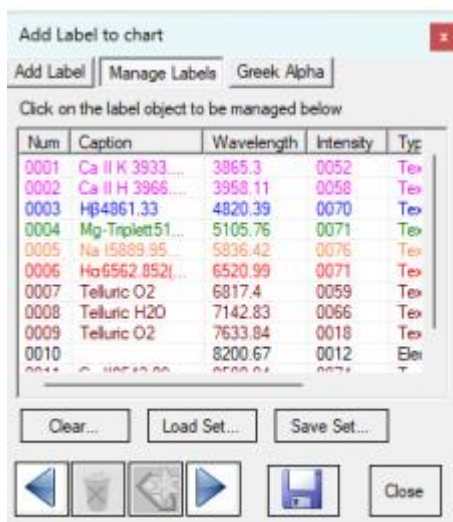 Add Label to chart
x
Add Label Manage Labels Greek Alpha
Click on the label object to be managed below
Num Caption Wavelength Intensity Typ
0001 Ca II K 3933.... 3865.3 0052 Tex
0002 Ca II H 3966.... 3958.11 0058 Tex
0003 Hβ4861.33 4820.39 0070 Tex
0004 Mg-Triplett51... 5105.76 0071 Tex
0005 Na I5889.95... 5836.42 0076 Tex
0006 Hα6562.852(... 6520.99 0071 Tex
0007 Telluric O2 6817.4 0059 Tex
0008 Telluric H2O 7142.83 0066 Tex
0009 Telluric O2 7633.84 0018 Tex
0010 8200.67 0012 Eler
Clear... Load Set... Save Set...
Close